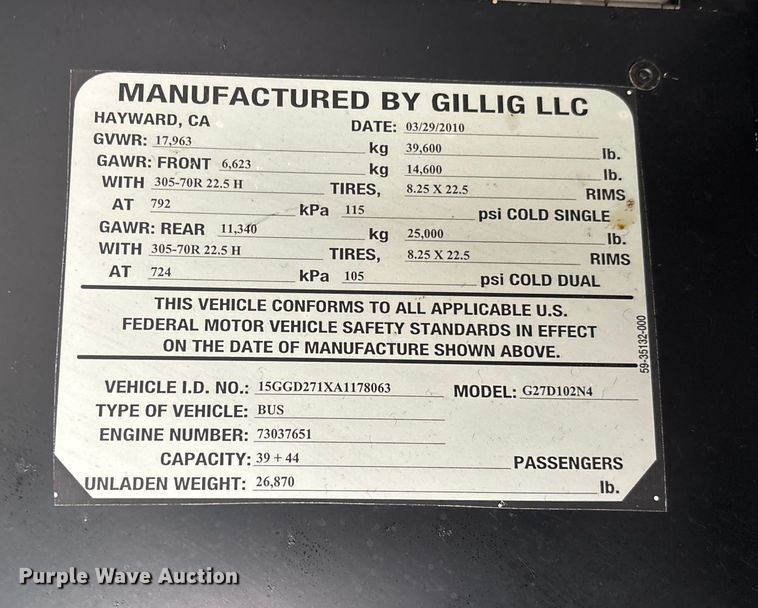 MANUFACTURED BY GILLIG LLC
HAYWARD, CA DATE: 03/29/2010
GVWR: 17,963 kg 39,600 lb.
GAWR: FRONT 6,623 kg 14,600 lb.
WITH 305-70R 22.5 H TIRES, 8.25 X 22.5 RIMS
AT 792 kPa 115 psi COLD SINGLE
GAWR: REAR 11,340 kg 25,000 lb.
WITH 305-70R 22.5 H TIRES, 8.25 X 22.5 RIMS
AT 724 kPa 105 psi COLD DUAL
THIS VEHICLE CONFORMS TO ALL APPLICABLE U.S.
FEDERAL MOTOR VEHICLE SAFETY STANDARDS IN EFFECT
ON THE DATE OF MANUFACTURE SHOWN ABOVE.
59-35132-000
VEHICLE I.D. NO.: 15GGD271XA1178063 MODEL: G27D102N4
TYPE OF VEHICLE: BUS
ENGINE NUMBER: 73037651
CAPACITY: 39 + 44 PASSENGERS
UNLADEN WEIGHT: 26,870 lb.
Purple Wave Auction